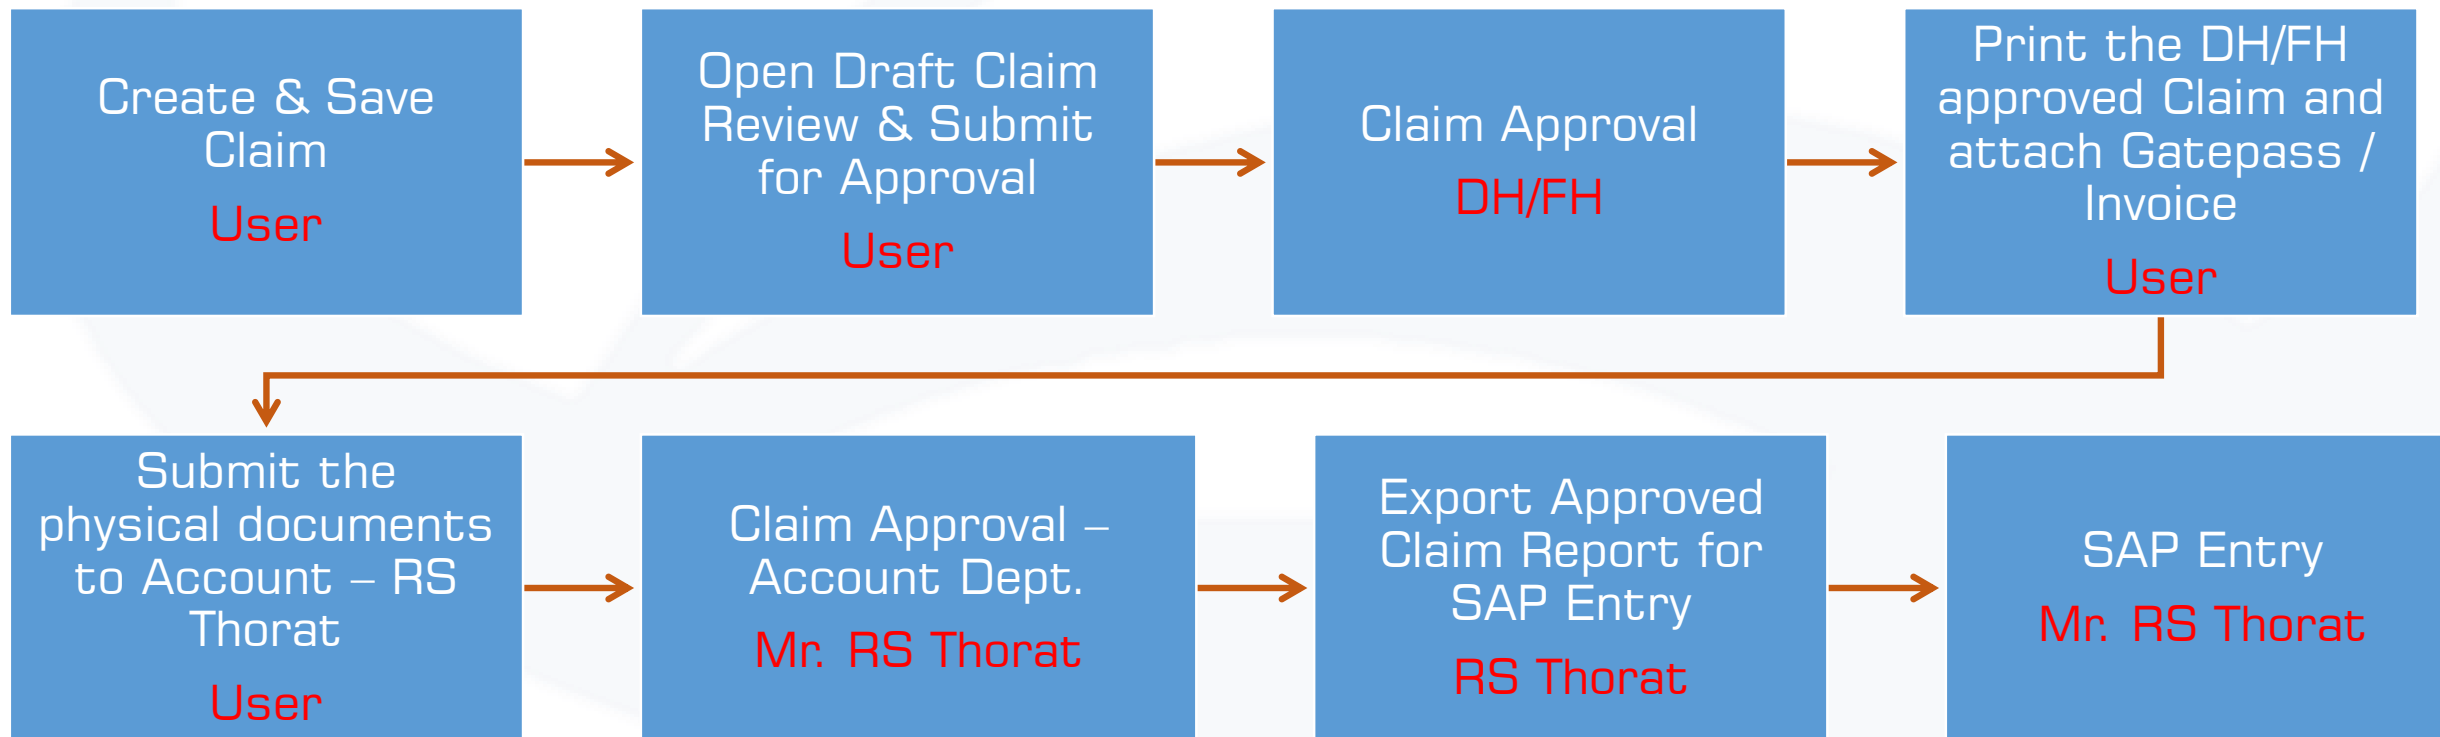 Create & Save
Claim
User
Open Draft Claim
Review & Submit
for Approval
User
Claim Approval
DH/FH
Print the DH/FH
approved Claim and
attach Gatepass /
Invoice
User
Submit the
physical documents
to Account – RS
Thorat
User
Claim Approval –
Account Dept.
Mr. RS Thorat
Export Approved
Claim Report for
SAP Entry
RS Thorat
SAP Entry
Mr. RS Thorat